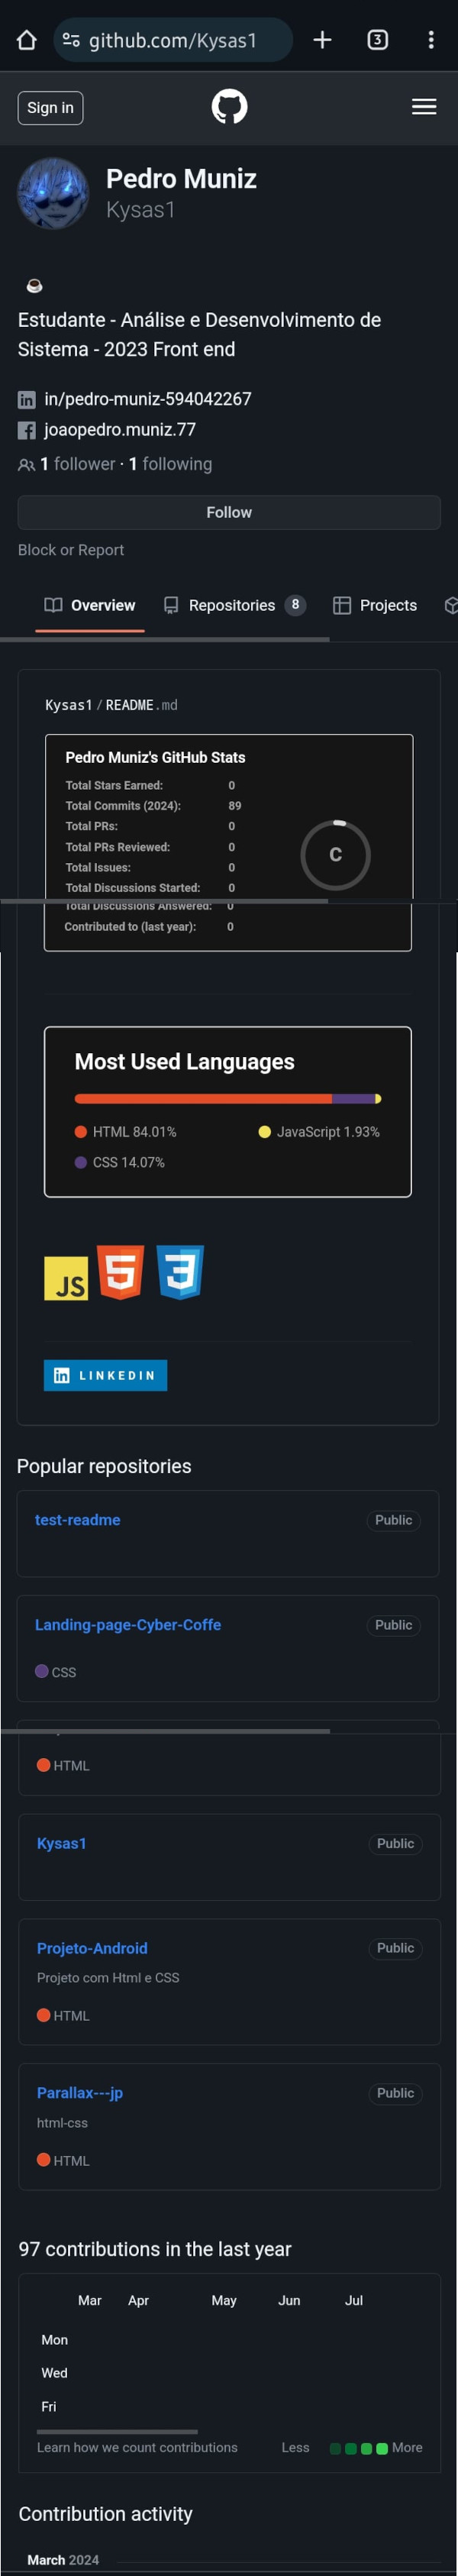 github.com/Kysas1
3
Sign in
Pedro Muniz
Kysas1
Estudante - Análise e Desenvolvimento de
Sistema - 2023 Front end
in/pedro-muniz-594042267
joaopedro.muniz.77
1 follower · 1 following
Follow
Block or Report
Overview
Repositories 8
Projects
Kysas1 / README.md
Pedro Muniz's GitHub Stats
Total Stars Earned: 0
Total Commits (2024): 89
Total PRs: 0
Total PRs Reviewed: 0
Total Issues: 0
Total Discussions Started: 0
C
Total Discussions Answered: 0
Contributed to (last year): 0
Most Used Languages
HTML 84.01%
JavaScript 1.93%
CSS 14.07%
JS 5 3
in LINKEDIN
Popular repositories
test-readme Public
Landing-page-Cyber-Coffe Public
CSS
HTML
Kysas1 Public
Projeto-Android Public
Projeto com Html e CSS
HTML
Parallax---jp Public
html-css
HTML
97 contributions in the last year
Mar Apr May Jun Jul
Mon
Wed
Fri
Learn how we count contributions Less More
Contribution activity
March 2024